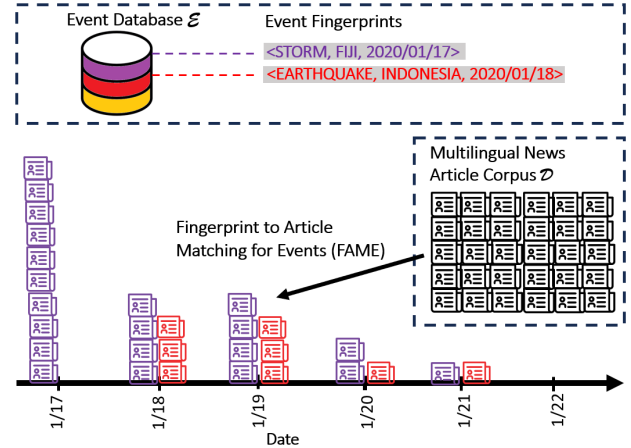 Event Database ℰ
Event Fingerprints
<STORM, FIJI, 2020/01/17>
<EARTHQUAKE, INDONESIA, 2020/01/18>
Multilingual News
Article Corpus 𝒟
Fingerprint to Article
Matching for Events (FAME)
1/17
1/18
1/19
1/20
1/21
1/22
Date